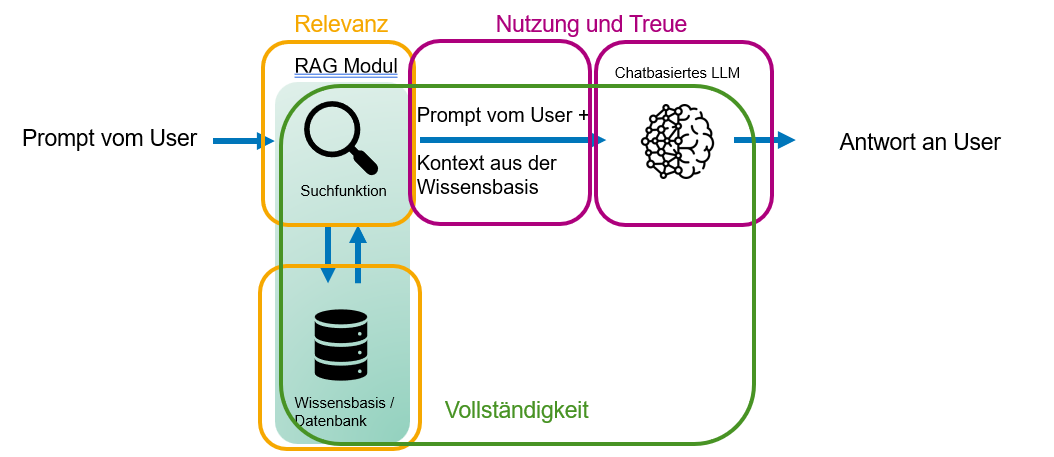 Relevanz
Nutzung und Treue
RAG Modul
Chatbasiertes LLM
Prompt vom User
Suchfunktion
Prompt vom User +
Kontext aus der
Wissensbasis
Antwort an User
Wissensbasis /
Datenbank
Vollständigkeit